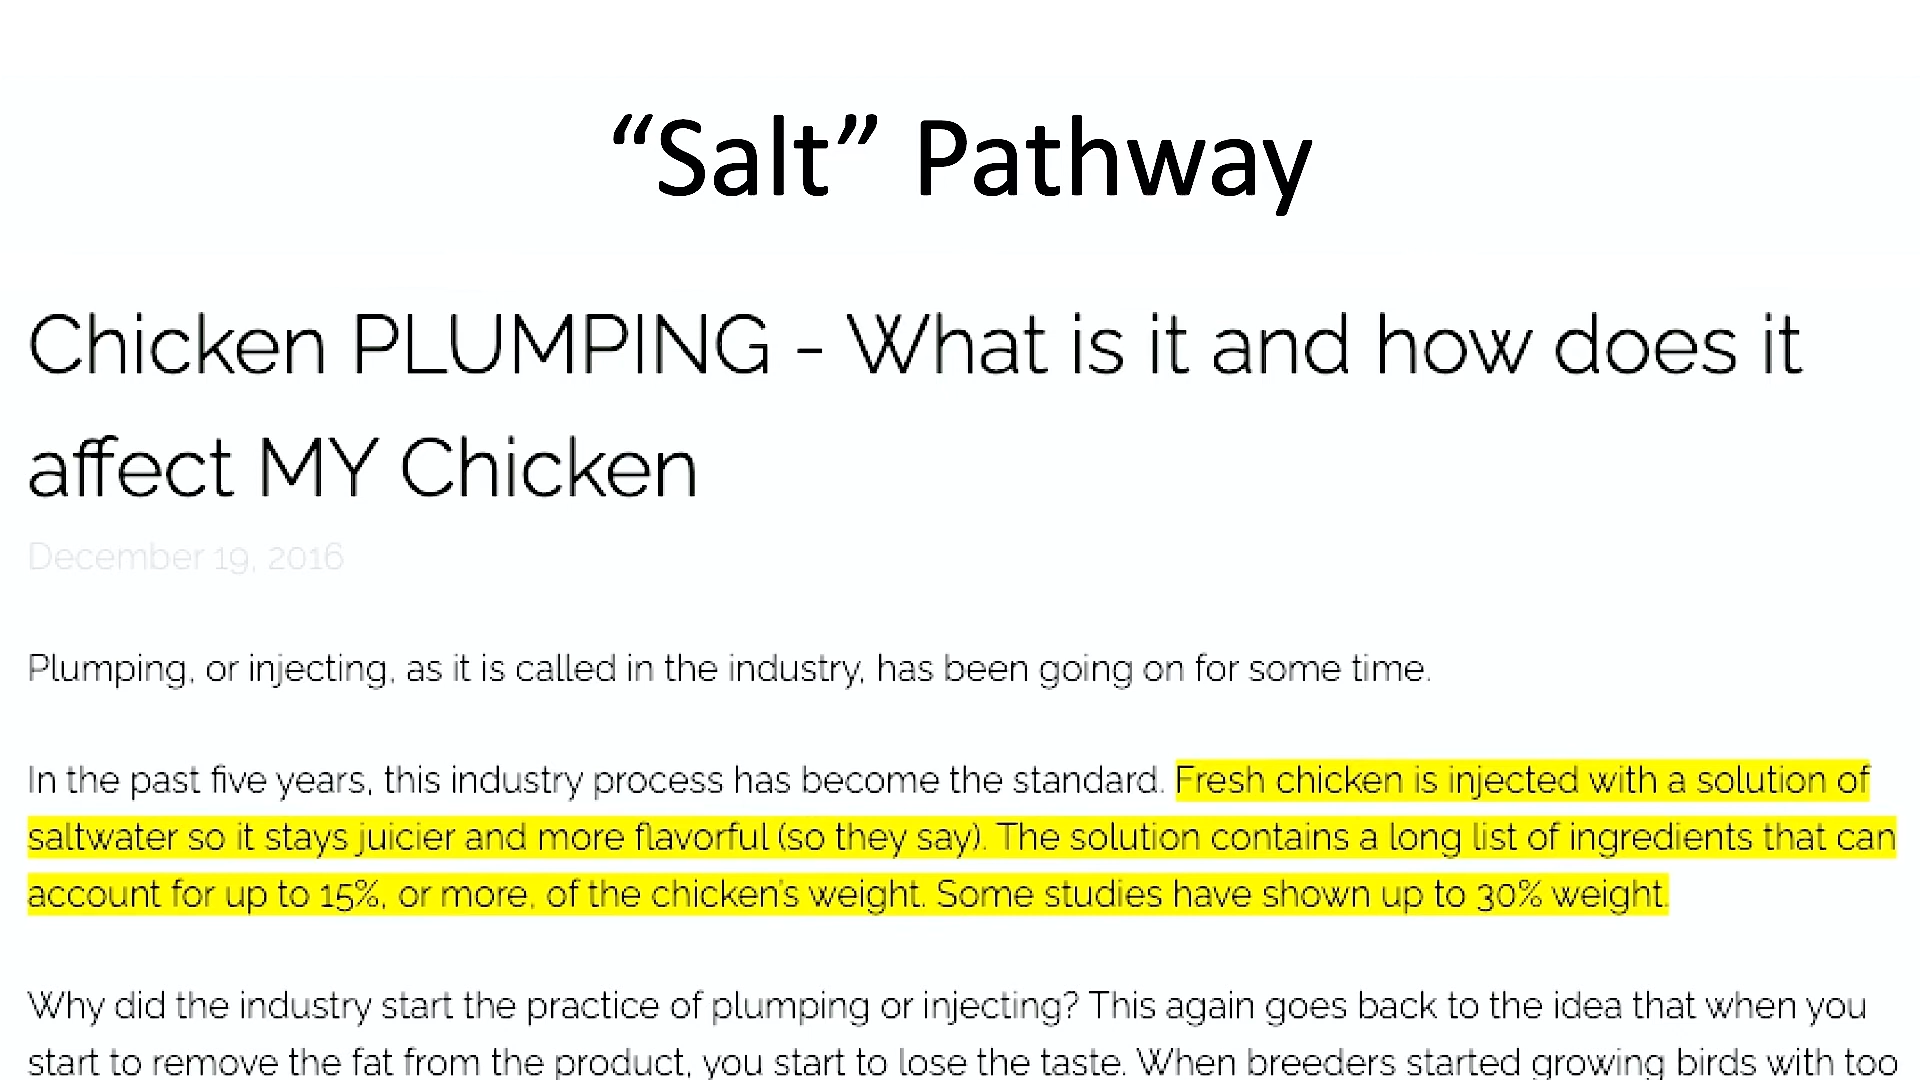 “Salt” Pathway
Chicken PLUMPING - What is it and how does it
affect MY Chicken
December 19, 2016
Plumping, or injecting, as it is called in the industry, has been going on for some time.
In the past five years, this industry process has become the standard. Fresh chicken is injected with a solution of
saltwater so it stays juicier and more flavorful (so they say). The solution contains a long list of ingredients that can
account for up to 15%, or more, of the chicken's weight. Some studies have shown up to 30% weight.
Why did the industry start the practice of plumping or injecting? This again goes back to the idea that when you
start to remove the fat from the product, you start to lose the taste. When breeders started growing birds with too